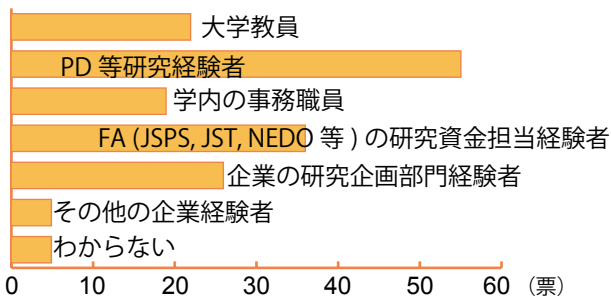 大学教員
PD 等研究経験者
学内の事務職員
FA (JSPS, JST, NEDO 等 ) の研究資金担当経験者
企業の研究企画部門経験者
その他の企業経験者
わからない
0 10 20 30 40 50 60 (票)